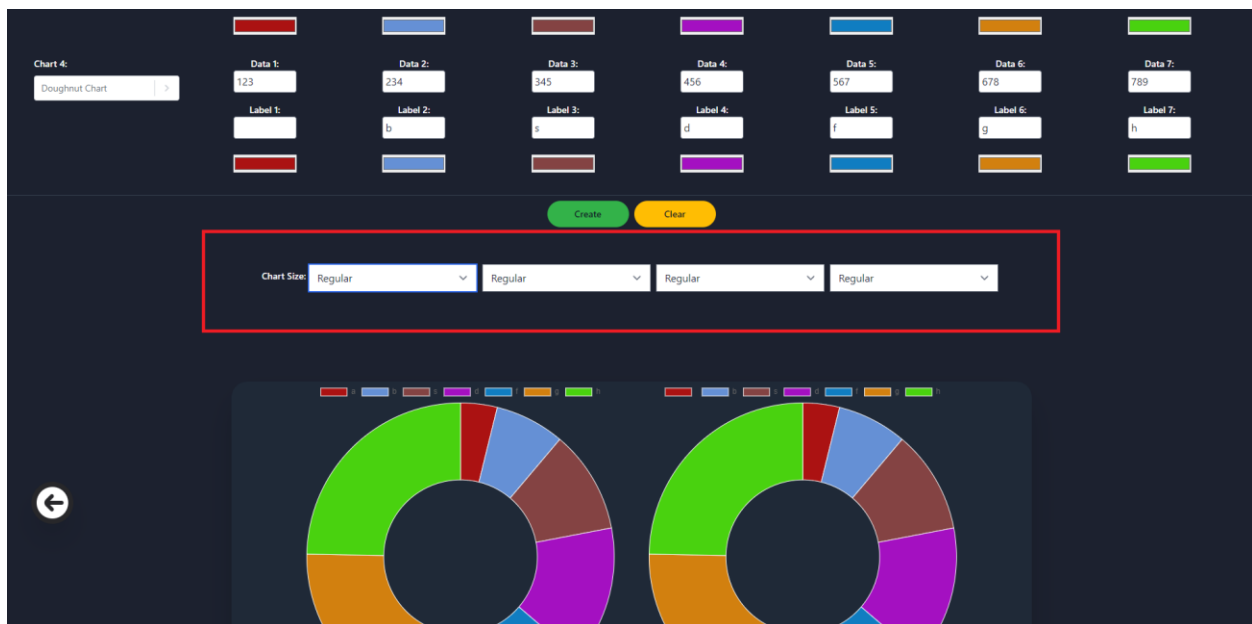 Chart 4:
Data 1: Data 2: Data 3: Data 4: Data 5: Data 6: Data 7:
Doughnut Chart 123 234 345 456 567 678 789
Label 1: Label 2: Label 3: Label 4: Label 5: Label 6: Label 7:
b s d f g h
Create Clear
Chart Size: Regular Regular Regular Regular
a b s d f g h b s d f g h